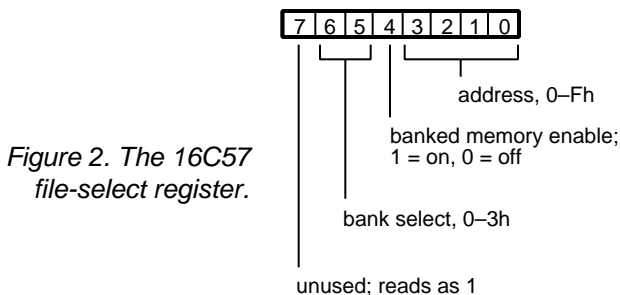 7 6 5 4 3 2 1 0
address, 0–Fh
banked memory enable;
1 = on, 0 = off
Figure 2. The 16C57
file-select register.
bank select, 0–3h
unused; reads as 1